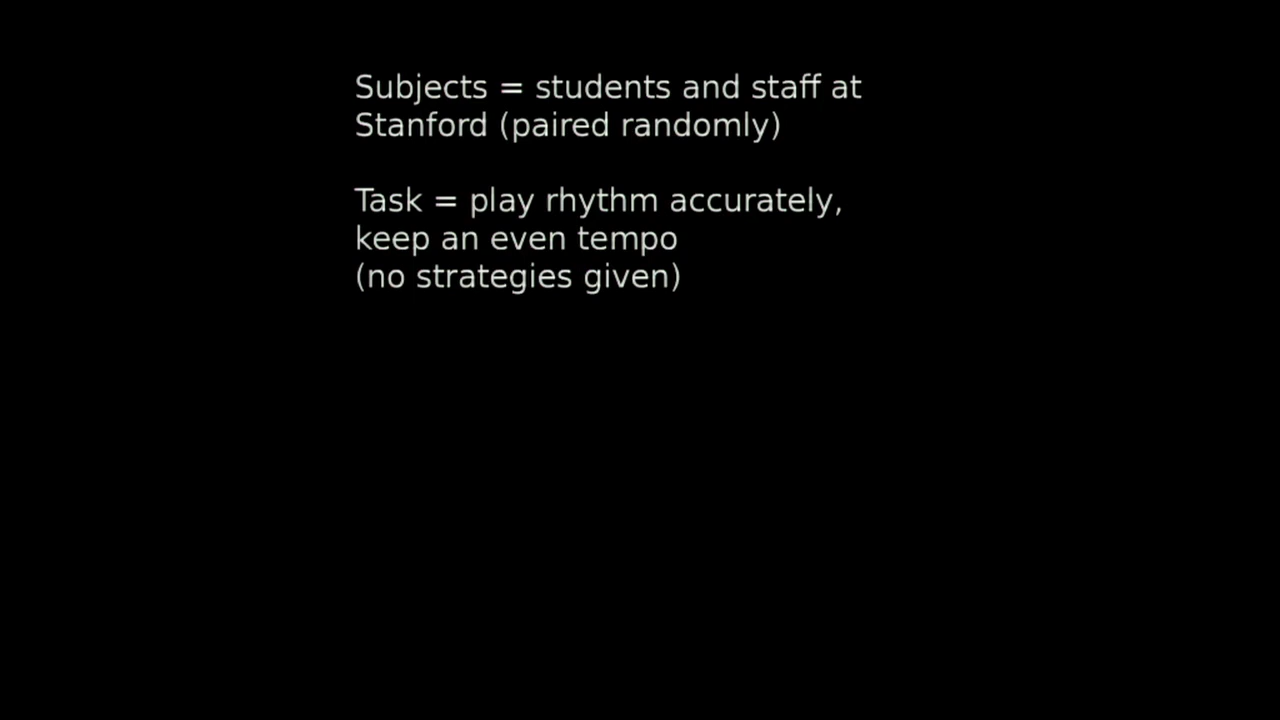 Subjects = students and staff at
Stanford (paired randomly)
Task = play rhythm accurately,
keep an even tempo
(no strategies given)